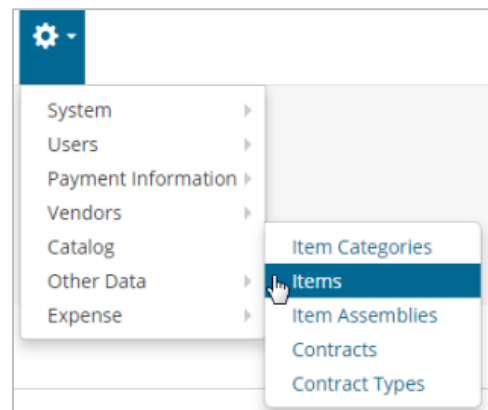 System
Users
Payment Information
Vendors
Catalog
Other Data
Expense
Item Categories
Items
Item Assemblies
Contracts
Contract Types